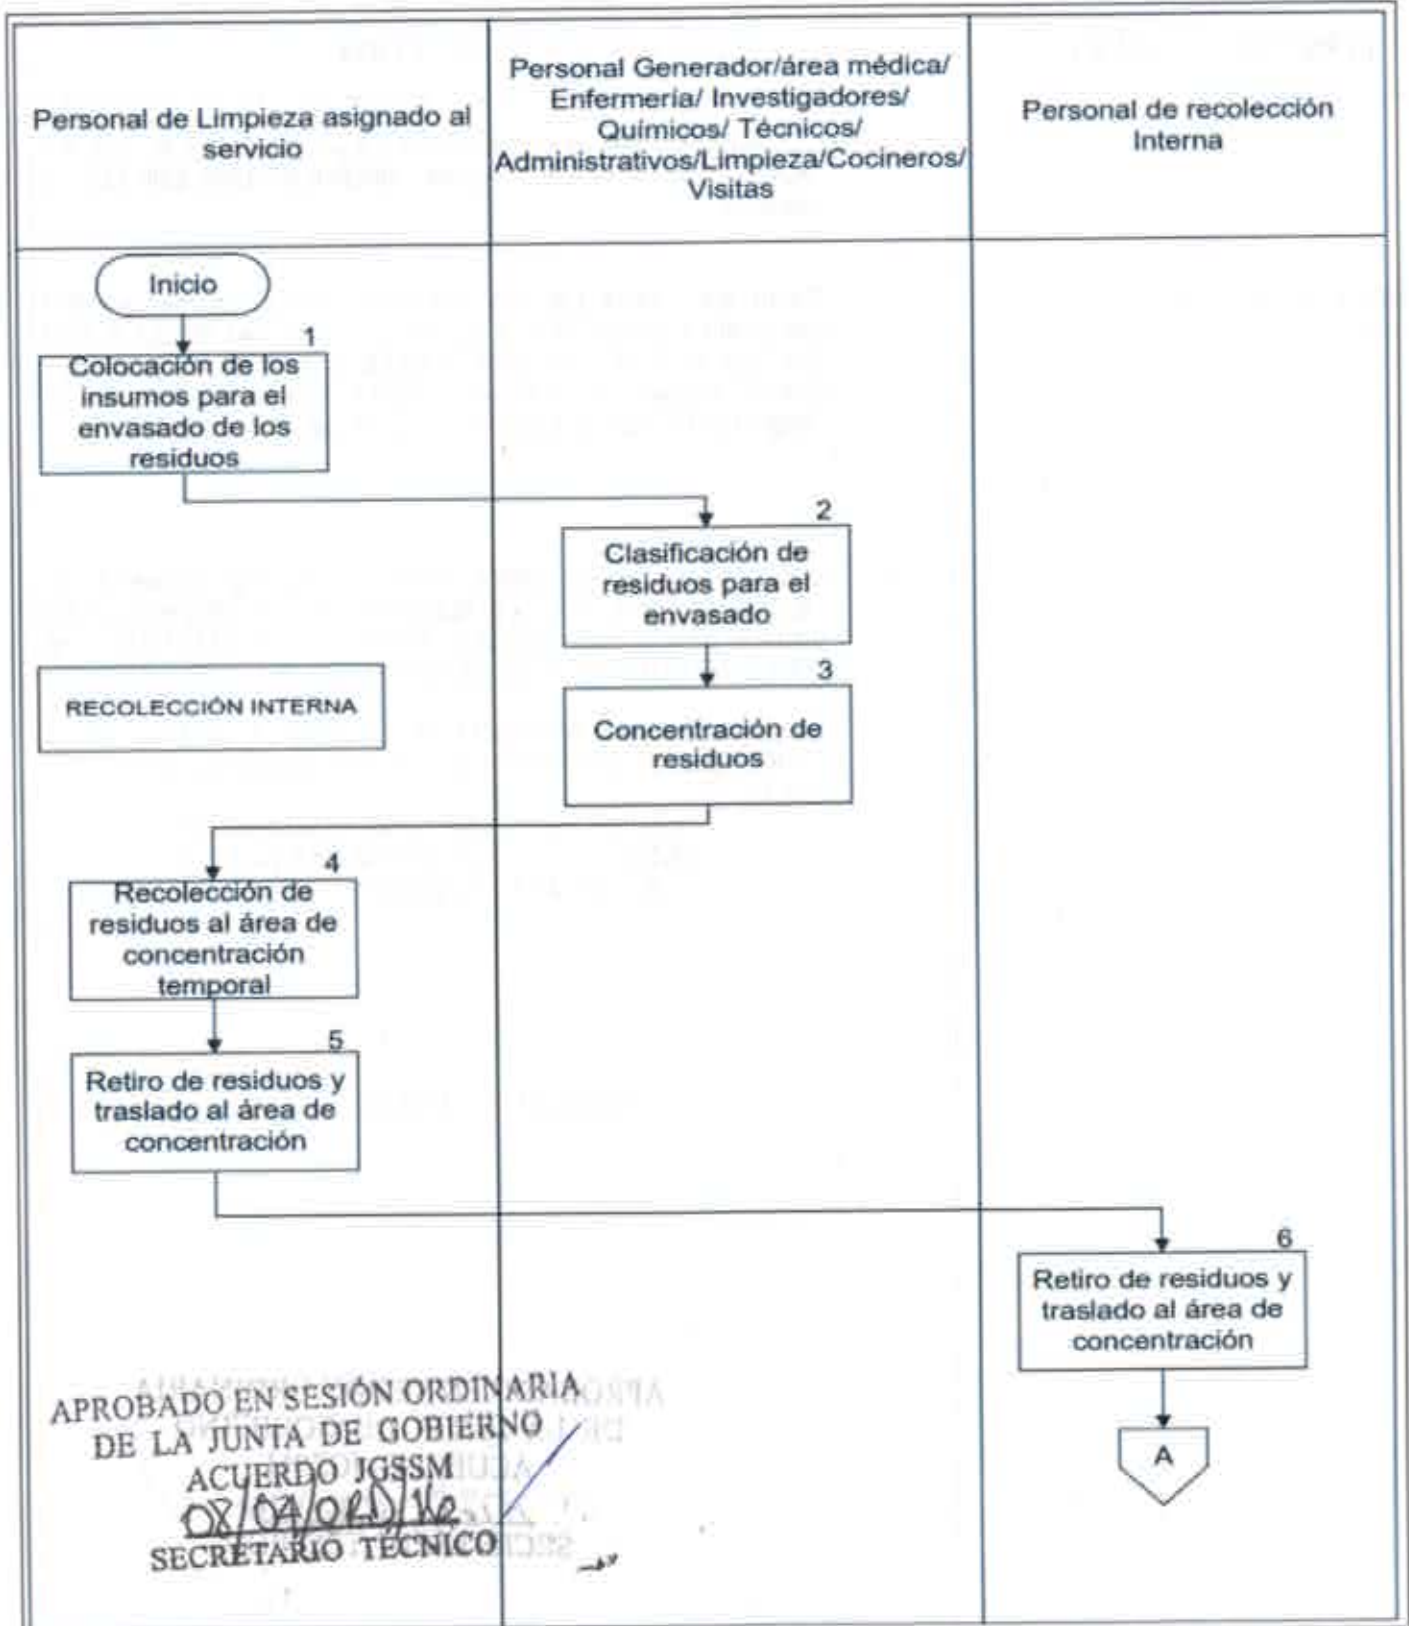 Personal de Limpieza asignado al
servicio
Personal Generador/área médica/
Enfermería/ Investigadores/
Químicos/ Técnicos/
Administrativos/Limpieza/Cocineros/
Visitas
Personal de recolección
Interna
Inicio
1
Colocación de los
insumos para el
envasado de los
residuos
2
Clasificación de
residuos para el
envasado
3
Concentración de
residuos
RECOLECCIÓN INTERNA
4
Recolección de
residuos al área de
concentración
temporal
5
Retiro de residuos y
traslado al área de
concentración
6
Retiro de residuos y
traslado al área de
concentración
A
APROBADO EN SESIÓN ORDINARIA
DE LA JUNTA DE GOBIERNO
ACUERDO JGSSM
08/04/ORD/16
SECRETARIO TÉCNICO